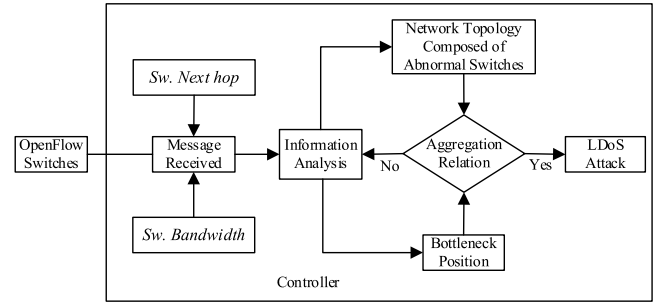 Network Topology
Composed of
Abnormal Switches
Sw. Next hop
OpenFlow
Switches
Message
Received
Information
Analysis
Aggregation
Relation
No
Yes
LDoS
Attack
Sw. Bandwidth
Bottleneck
Position
Controller